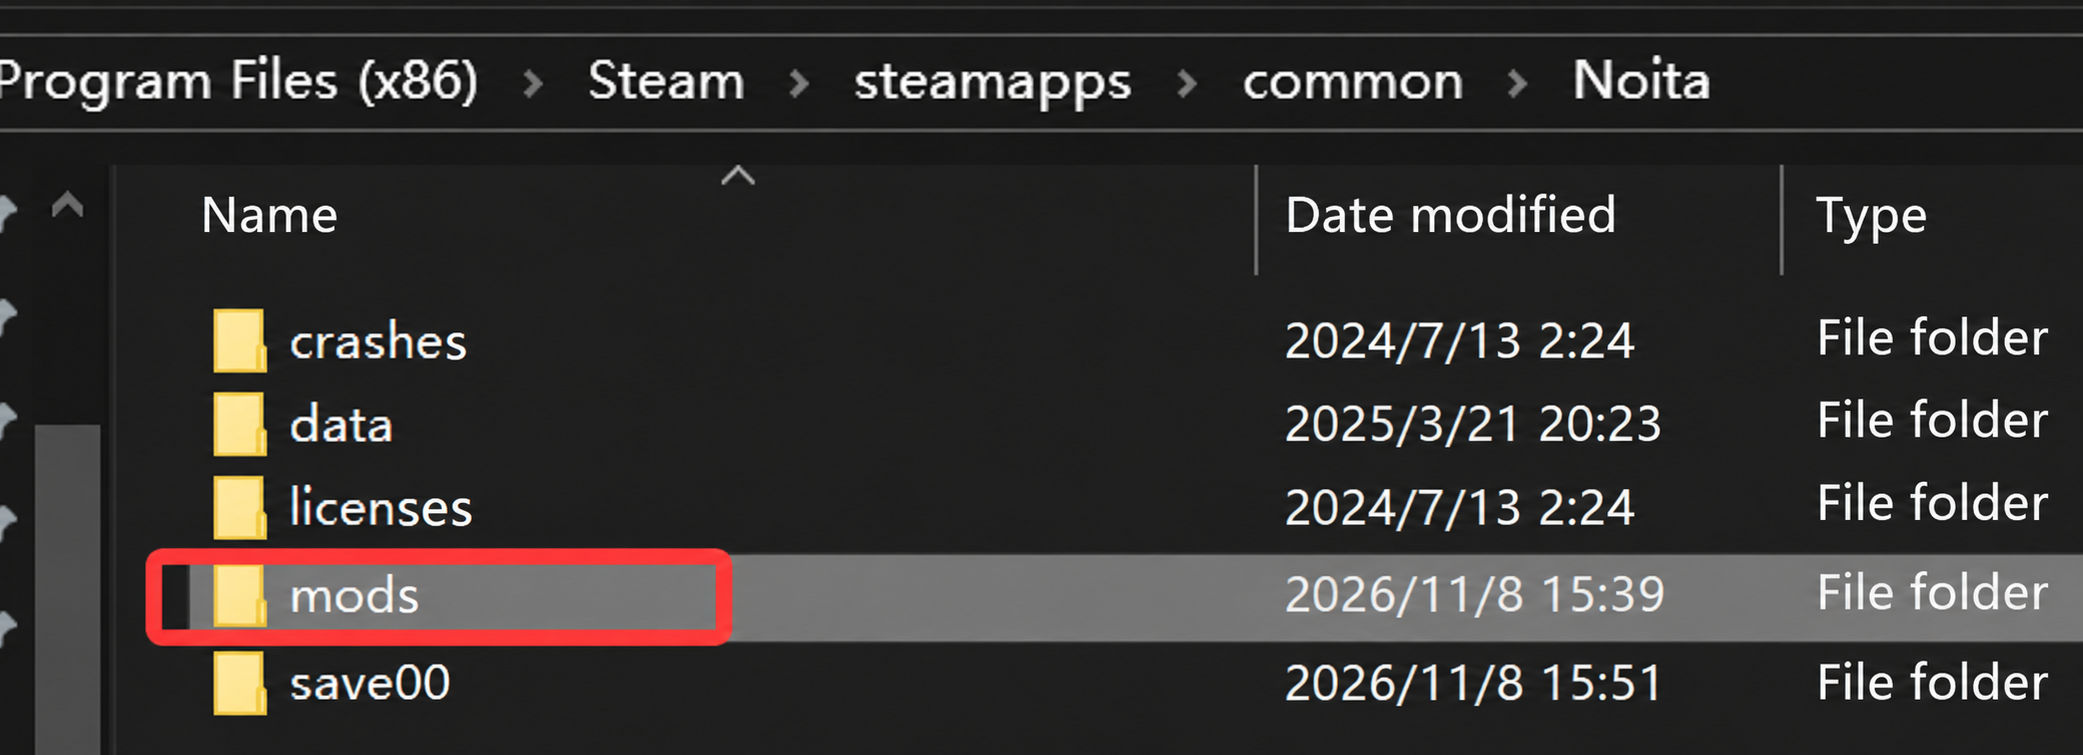 Program Files (x86) > Steam > steamapps > common > Noita
Name Date modified Type
crashes 2024/7/13 2:24 File folder
data 2025/3/21 20:23 File folder
licenses 2024/7/13 2:24 File folder
mods 2026/11/8 15:39 File folder
save00 2026/11/8 15:51 File folder